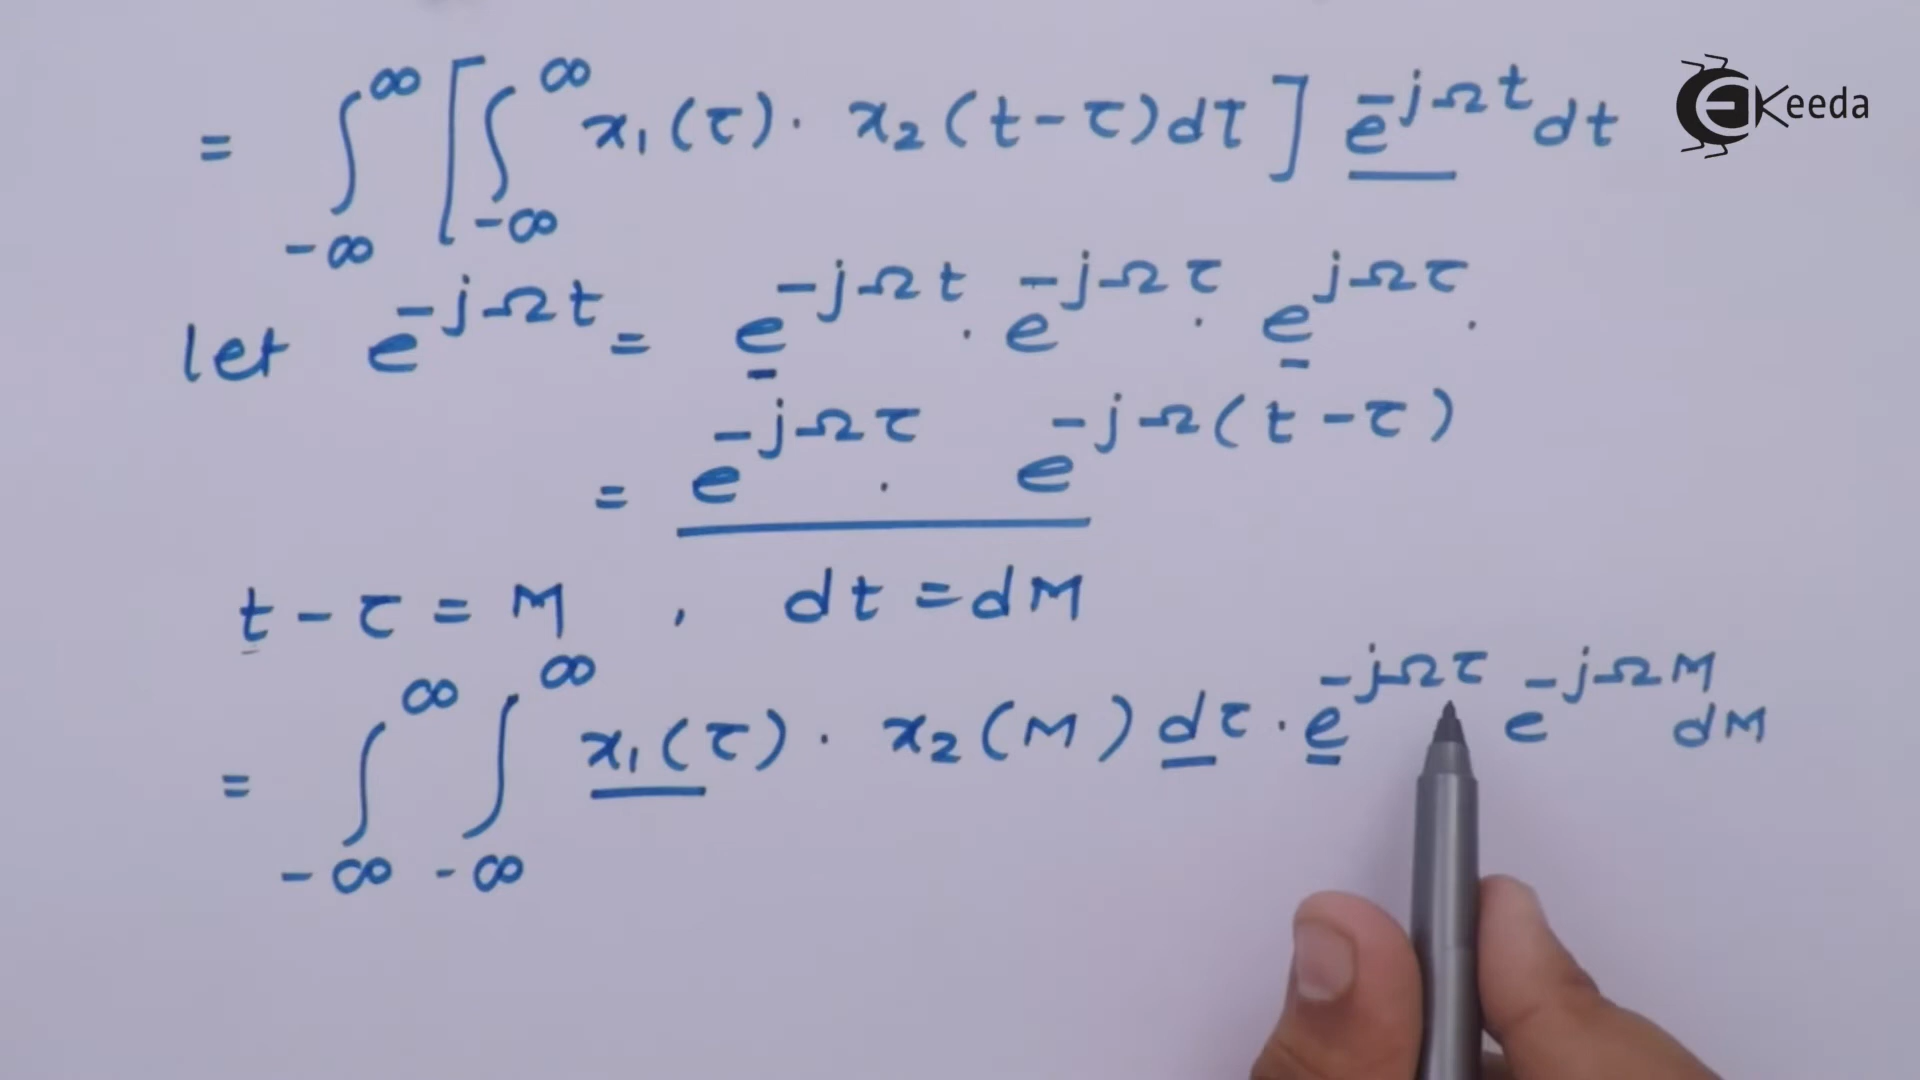 = ∫_{-∞}^{∞} [ ∫_{-∞}^{∞} x₁(τ) · x₂(t-τ)dτ ] e^{-jΩt} dt
EKeeda
let e^{-jΩt} = e^{-jΩt} · e^{-jΩτ} · e^{jΩτ} ·
= e^{-jΩτ} · e^{-jΩ(t-τ)}
t - τ = M , dt = dM
= ∫_{-∞}^{∞} ∫_{-∞}^{∞} x₁(τ) · x₂(M) dτ · e^{-jΩτ} e^{-jΩM} dM